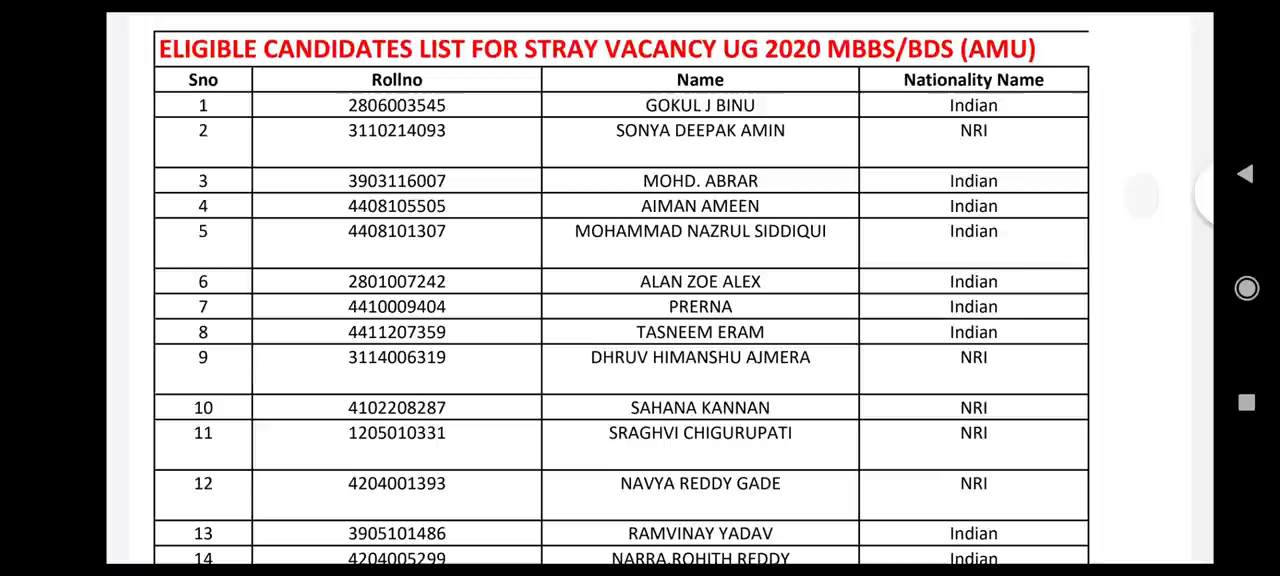 ELIGIBLE CANDIDATES LIST FOR STRAY VACANCY UG 2020 MBBS/BDS (AMU)
Sno Rollno Name Nationality Name
1 2806003545 GOKUL J BINU Indian
2 3110214093 SONYA DEEPAK AMIN NRI
3 3903116007 MOHD. ABRAR Indian
4 4408105505 AIMAN AMEEN Indian
5 4408101307 MOHAMMAD NAZRUL SIDDIQUI Indian
6 2801007242 ALAN ZOE ALEX Indian
7 4410009404 PRERNA Indian
8 4411207359 TASNEEM ERAM Indian
9 3114006319 DHRUV HIMANSHU AJMERA NRI
10 4102208287 SAHANA KANNAN NRI
11 1205010331 SRAGHVI CHIGURUPATI NRI
12 4204001393 NAVYA REDDY GADE NRI
13 3905101486 RAMVINAY YADAV Indian
14 4204005299 NARRA.ROHITH REDDY Indian